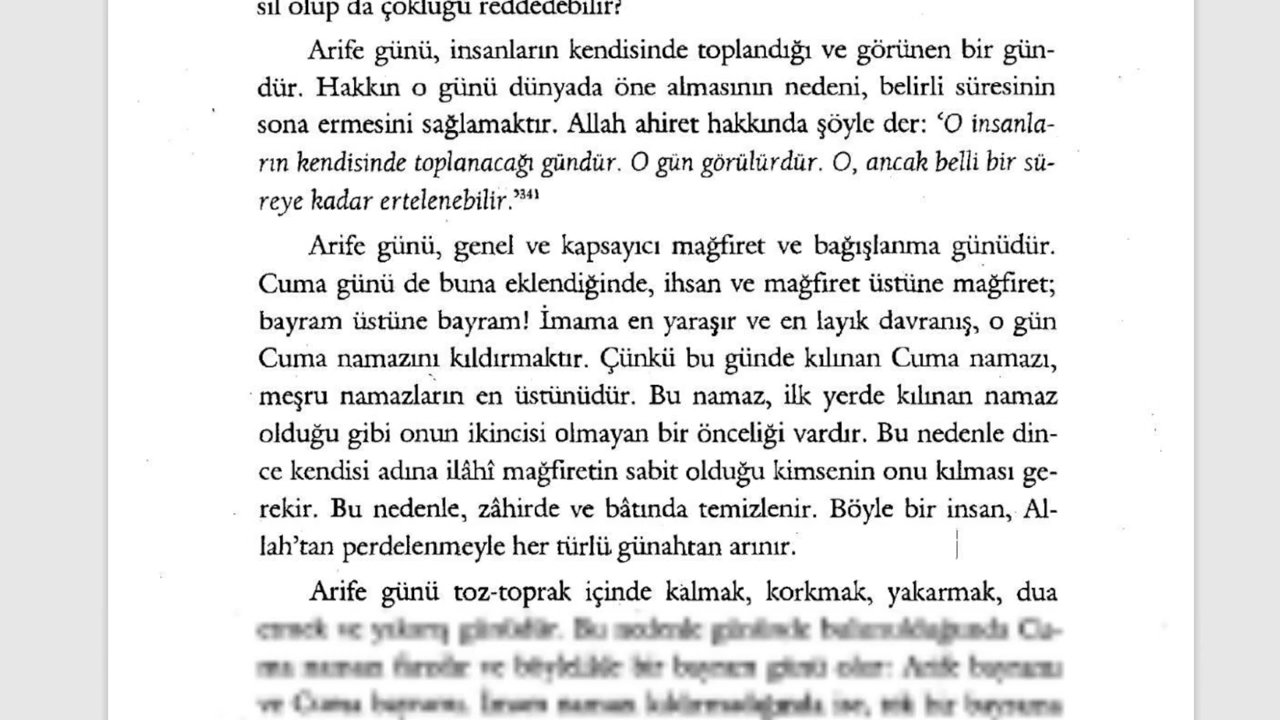 sil olup da çokluğu reddedebilir?
Arife günü, insanların kendisinde toplandığı ve görünen bir gün-
dür. Hakkın o günü dünyada öne almasının nedeni, belirli süresinin
sona ermesini sağlamaktır. Allah ahiret hakkında şöyle der: ‘O insanla-
rın kendisinde toplanacağı gündür. O gün görülürdür. O, ancak belli bir sü-
reye kadar ertelenebilir.’341
Arife günü, genel ve kapsayıcı mağfiret ve bağışlanma günüdür.
Cuma günü de buna eklendiğinde, ihsan ve mağfiret üstüne mağfiret;
bayram üstüne bayram! İmama en yaraşır ve en layık davranış, o gün
Cuma namazını kıldırmaktır. Çünkü bu günde kılınan Cuma namazı,
meşru namazların en üstünüdür. Bu namaz, ilk yerde kılınan namaz
olduğu gibi onun ikincisi olmayan bir önceliği vardır. Bu nedenle din-
ce kendisi adına ilâhî mağfiretin sabit olduğu kimsenin onu kılması ge-
rekir. Bu nedenle, zâhirde ve bâtında temizlenir. Böyle bir insan, Al-
lah’tan perdelenmeyle her türlü günahtan arınır.
Arife günü toz-toprak içinde kalmak, korkmak, yakarmak, dua